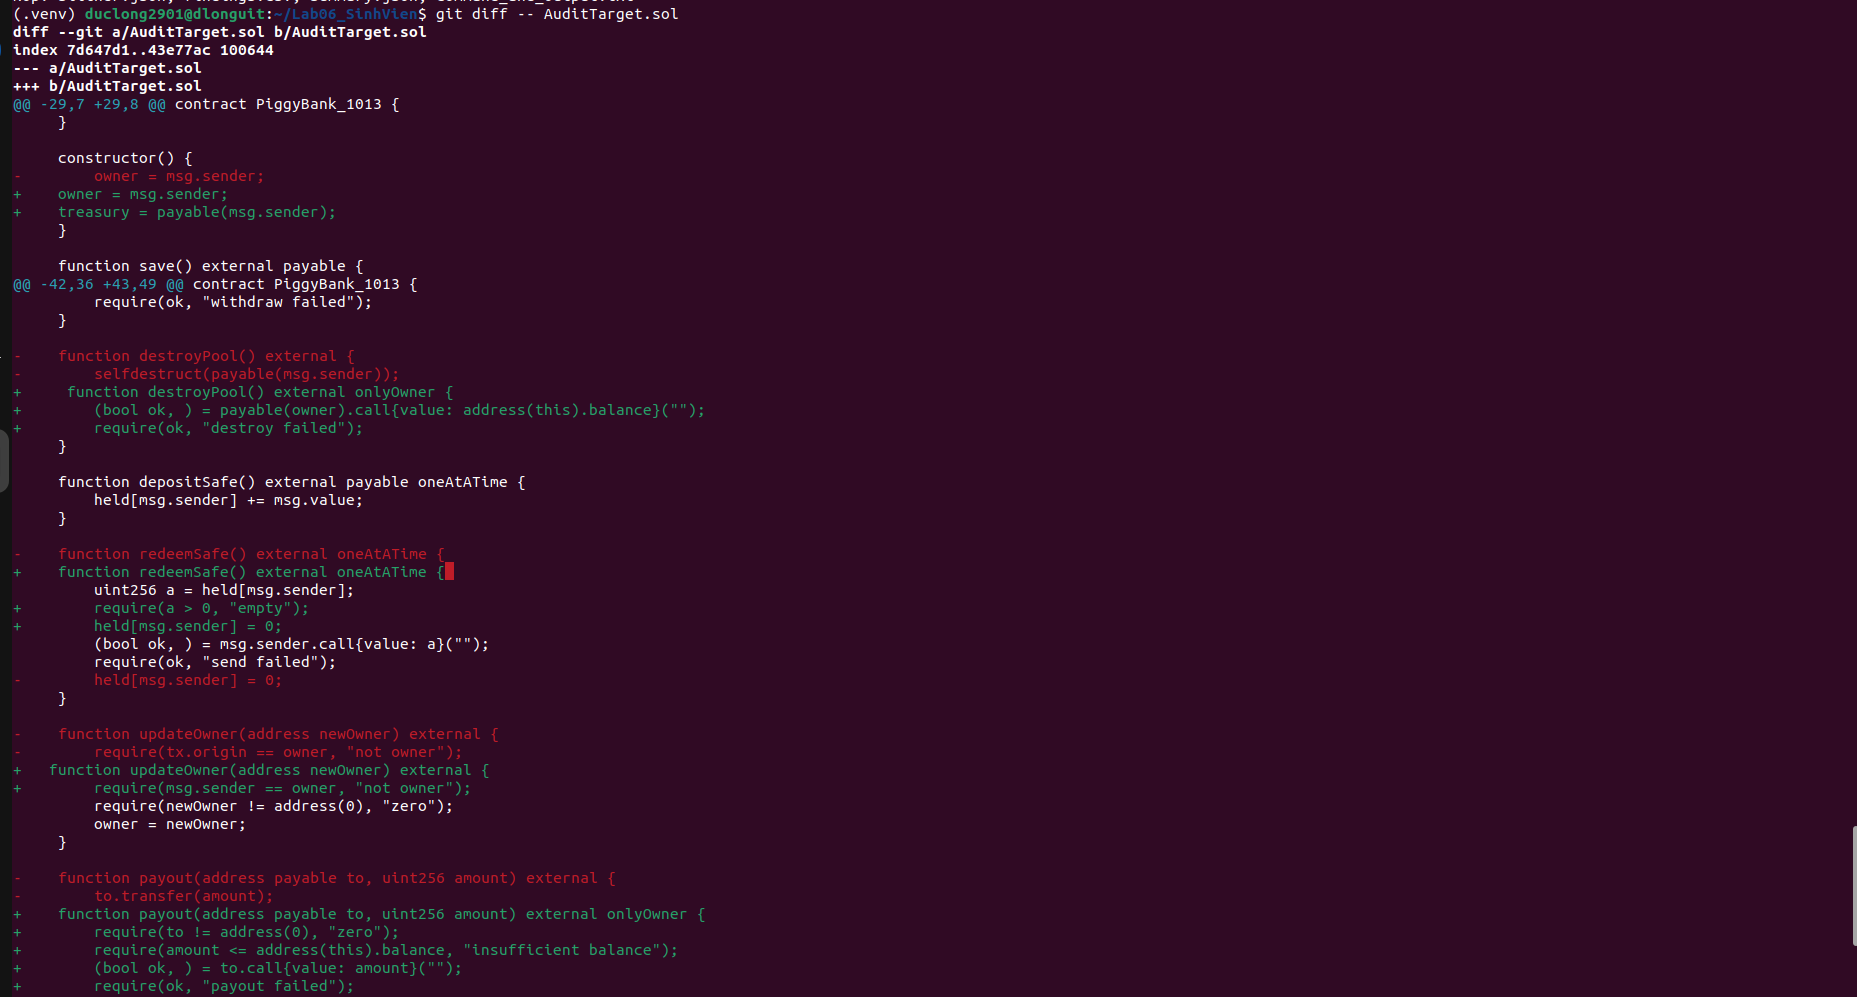 (.venv) duclong2901@dlonguit:~/Lab06_SinhVien$ git diff -- AuditTarget.sol
diff --git a/AuditTarget.sol b/AuditTarget.sol
index 7d647d1..43e77ac 100644
--- a/AuditTarget.sol
+++ b/AuditTarget.sol
@@ -29,7 +29,8 @@ contract PiggyBank_1013 {
     }

     constructor() {
-        owner = msg.sender;
+    owner = msg.sender;
+    treasury = payable(msg.sender);
     }

     function save() external payable {
@@ -42,36 +43,49 @@ contract PiggyBank_1013 {
         require(ok, "withdraw failed");
     }

-    function destroyPool() external {
-        selfdestruct(payable(msg.sender));
+     function destroyPool() external onlyOwner {
+        (bool ok, ) = payable(owner).call{value: address(this).balance}("");
+        require(ok, "destroy failed");
     }

     function depositSafe() external payable oneAtATime {
         held[msg.sender] += msg.value;
     }

-    function redeemSafe() external oneAtATime {
+    function redeemSafe() external oneAtATime {
         uint256 a = held[msg.sender];
+        require(a > 0, "empty");
+        held[msg.sender] = 0;
         (bool ok, ) = msg.sender.call{value: a}("");
         require(ok, "send failed");
-        held[msg.sender] = 0;
     }

-    function updateOwner(address newOwner) external {
-        require(tx.origin == owner, "not owner");
+   function updateOwner(address newOwner) external {
+        require(msg.sender == owner, "not owner");
         require(newOwner != address(0), "zero");
         owner = newOwner;
     }

-    function payout(address payable to, uint256 amount) external {
-        to.transfer(amount);
+    function payout(address payable to, uint256 amount) external onlyOwner {
+        require(to != address(0), "zero");
+        require(amount <= address(this).balance, "insufficient balance");
+        (bool ok, ) = to.call{value: amount}("");
+        require(ok, "payout failed");